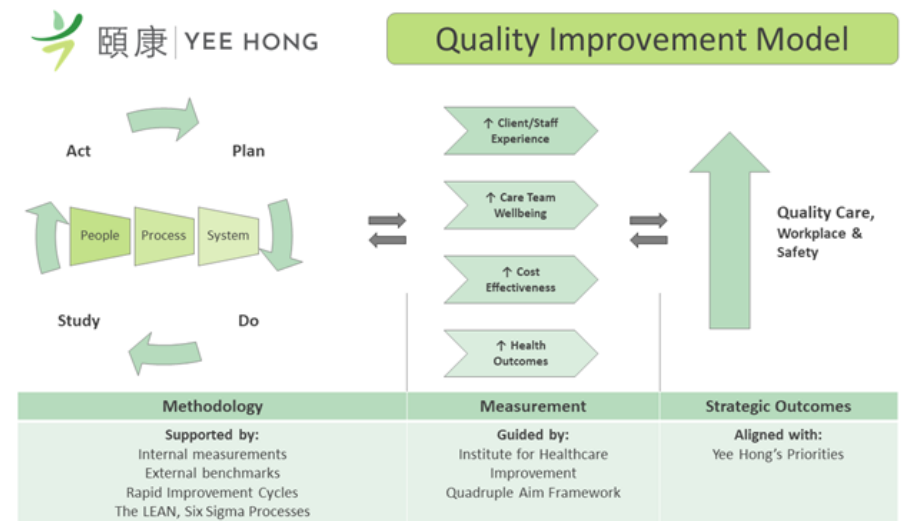 頤康 YEE HONG
Quality Improvement Model
Act
Plan
People
Process
System
Study
Do
↑ Client/Staff
Experience
↑ Care Team
Wellbeing
↑ Cost
Effectiveness
↑ Health
Outcomes
Quality Care,
Workplace &
Safety
Methodology
Supported by:
Internal measurements
External benchmarks
Rapid Improvement Cycles
The LEAN, Six Sigma Processes
Measurement
Guided by:
Institute for Healthcare
Improvement
Quadruple Aim Framework
Strategic Outcomes
Aligned with:
Yee Hong's Priorities